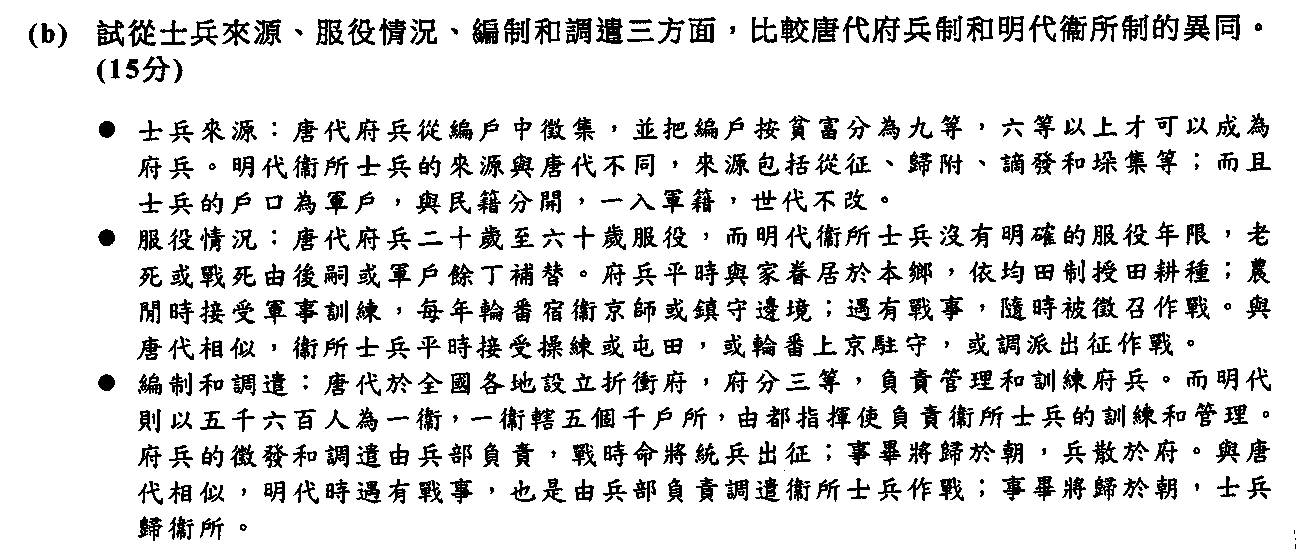 (b) 試從士兵來源、服役情況、編制和調遣三方面，比較唐代府兵制和明代衞所制的異同。
(15分)
● 士兵來源：唐代府兵從編戶中徵集，並把編戶按貧富分為九等，六等以上才可以成為
府兵。明代衞所士兵的來源與唐代不同，來源包括從征、歸附、謫發和垛集等；而且
士兵的戶口為軍戶，與民籍分開，一入軍籍，世代不改。
● 服役情況：唐代府兵二十歲至六十歲服役，而明代衞所士兵沒有明確的服役年限，老
死或戰死由後嗣或軍戶餘丁補替。府兵平時與家眷居於本鄉，依均田制授田耕種；農
閒時接受軍事訓練，每年輪番宿衞京師或鎮守邊境；遇有戰事，隨時被徵召作戰。與
唐代相似，衞所士兵平時接受操練或屯田，或輪番上京駐守，或調派出征作戰。
● 編制和調遣：唐代於全國各地設立折衝府，府分三等，負責管理和訓練府兵。而明代
則以五千六百人為一衞，一衞轄五個千戶所，由都指揮使負責衞所士兵的訓練和管理。
府兵的徵發和調遣由兵部負責，戰時命將統兵出征；事畢將歸於朝，兵散於府。與唐
代相似，明代時遇有戰事，也是由兵部負責調遣衞所士兵作戰；事畢將歸於朝，士兵
歸衞所。